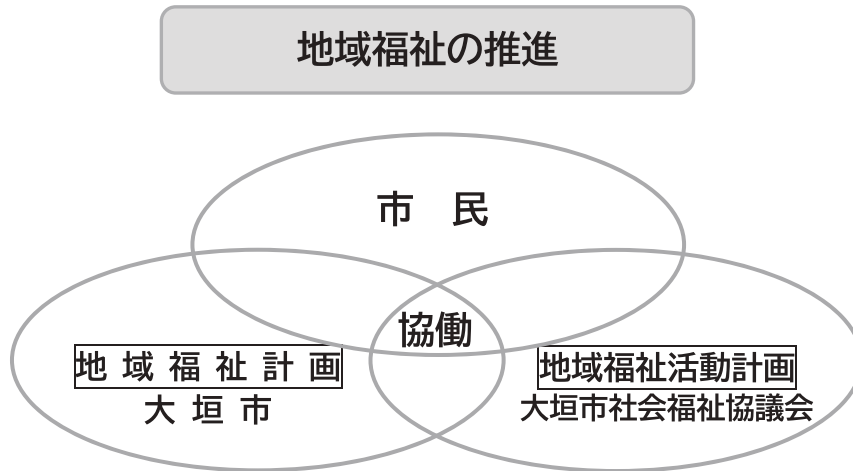 地域福祉の推進
市　民
協働
地域福祉計画
大垣市
地域福祉活動計画
大垣市社会福祉協議会